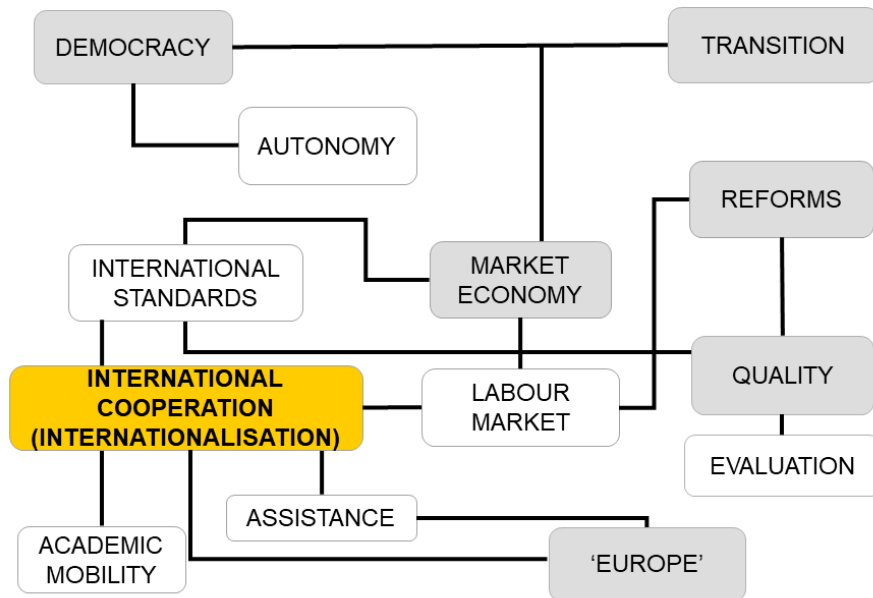 DEMOCRACY
TRANSITION
AUTONOMY
REFORMS
INTERNATIONAL
STANDARDS
MARKET
ECONOMY
INTERNATIONAL
COOPERATION
(INTERNATIONALISATION)
LABOUR
MARKET
QUALITY
EVALUATION
ASSISTANCE
ACADEMIC
MOBILITY
‘EUROPE’